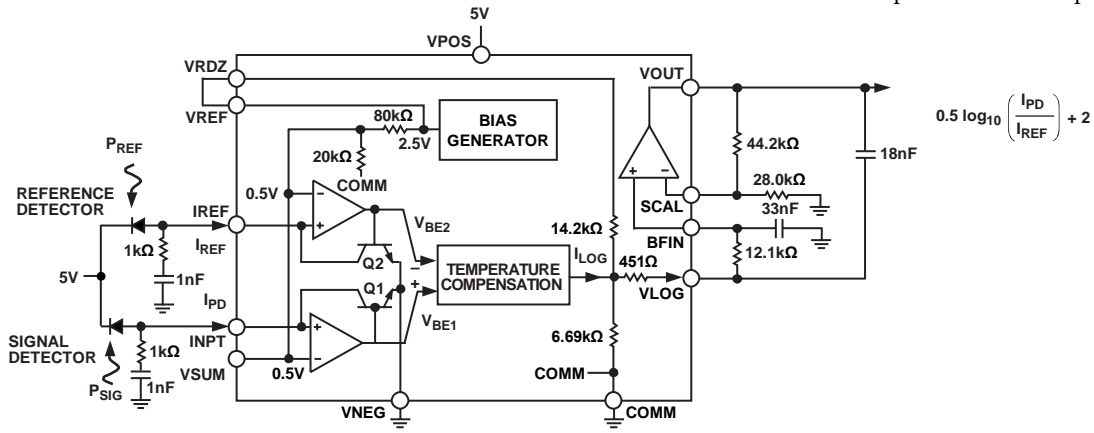 5V
VPOS
VRDZ
VOUT
VREF
80kΩ
BIAS
GENERATOR
2.5V
0.5 log10 (IPD/IREF) + 2
PREF
20kΩ
COMM
44.2kΩ
18nF
REFERENCE
DETECTOR
0.5V
28.0kΩ
SCAL
33nF
IREF
VBE2
14.2kΩ
BFIN
1kΩ
IREF
Q2
–
ILOG
12.1kΩ
5V
1nF
TEMPERATURE
COMPENSATION
451Ω
VLOG
Q1
+
IPD
VBE1
SIGNAL
DETECTOR
1kΩ
INPT
6.69kΩ
VSUM
0.5V
COMM
PSIG
1nF
VNEG
COMM